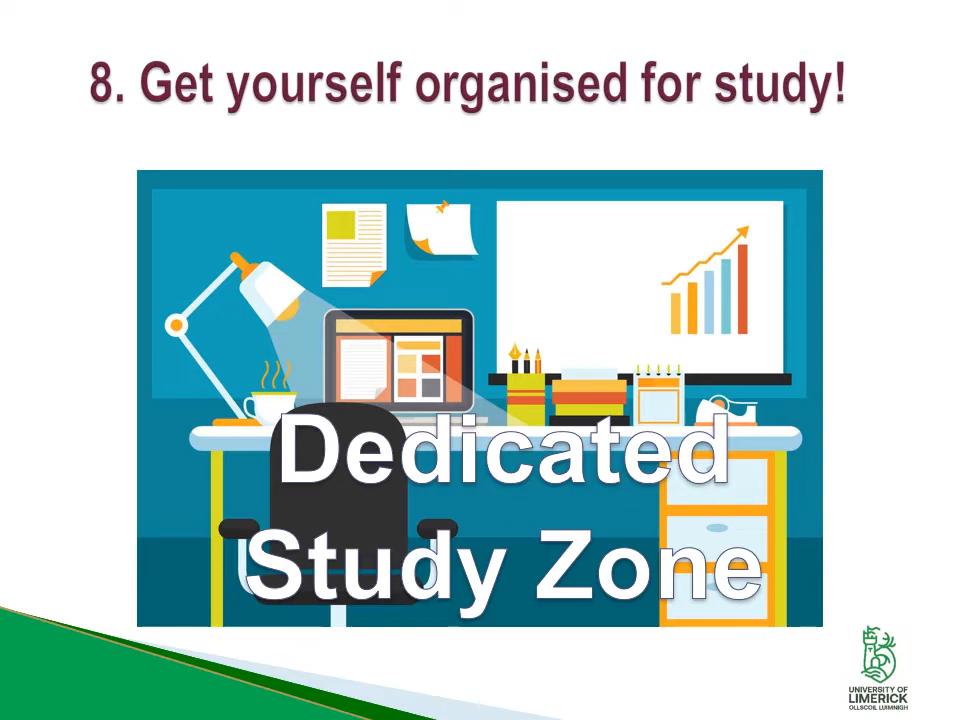 8. Get yourself organised for study!
Dedicated
Study Zone
UNIVERSITY OF
LIMERICK
OLLSCOIL LUIMNIGH